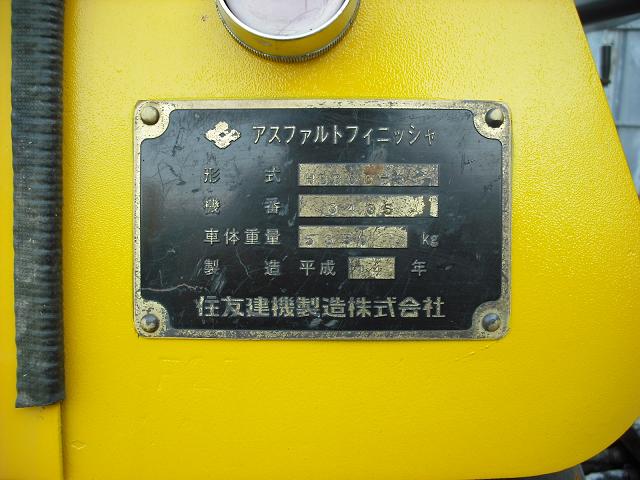 アスファルトフィニッシャ
形式
機番
車体重量 kg
製造 平成 年
住友建機製造株式会社